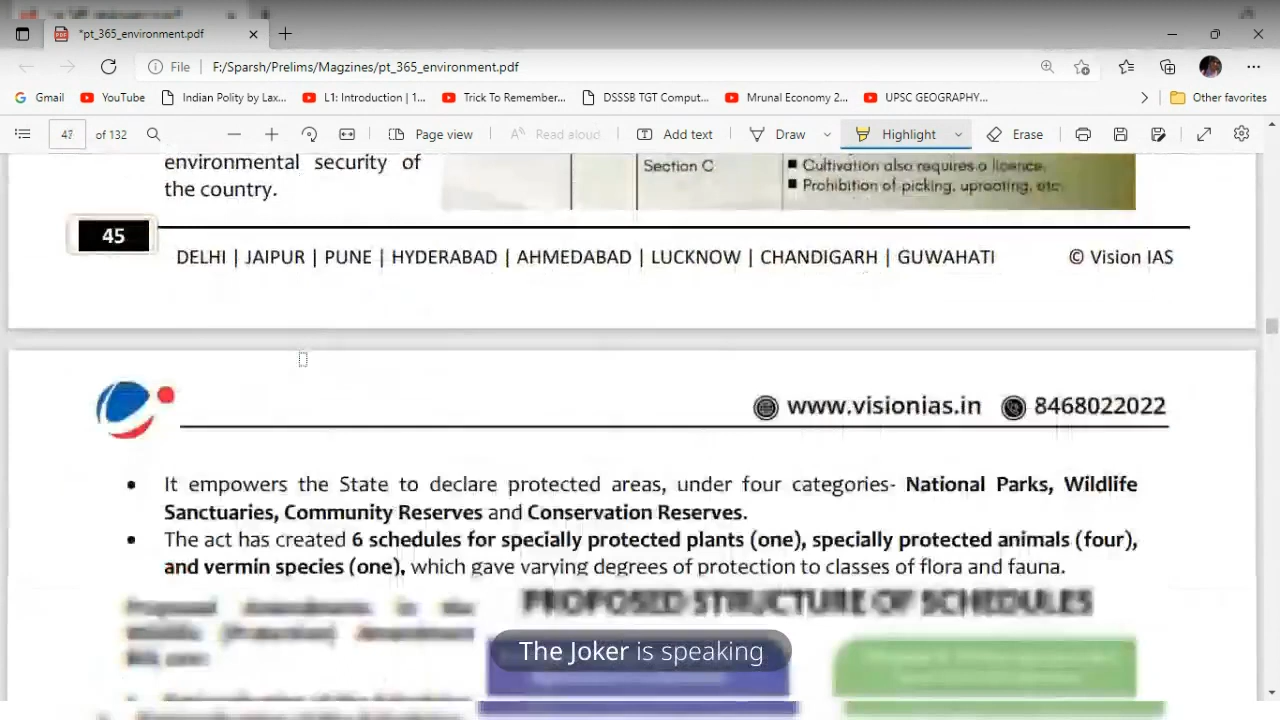 *pt_365_environment.pdf
File F:/Sparsh/Prelims/Magzines/pt_365_environment.pdf
Gmail YouTube Indian Polity by Lax... L1: Introduction | 1... Trick To Remember... DSSSB TGT Comput... Mrunal Economy 2... UPSC GEOGRAPHY... Other favorites
47 of 132 Page view Read aloud Add text Draw Highlight Erase
environmental security of
the country.
Section C
Cultivation also requires a licence.
Prohibition of picking, uprooting, etc.
45
DELHI | JAIPUR | PUNE | HYDERABAD | AHMEDABAD | LUCKNOW | CHANDIGARH | GUWAHATI © Vision IAS
www.visionias.in 8468022022
• It empowers the State to declare protected areas, under four categories- National Parks, Wildlife
Sanctuaries, Community Reserves and Conservation Reserves.
• The act has created 6 schedules for specially protected plants (one), specially protected animals (four),
and vermin species (one), which gave varying degrees of protection to classes of flora and fauna.
PROPOSED STRUCTURE OF SCHEDULES
The Joker is speaking